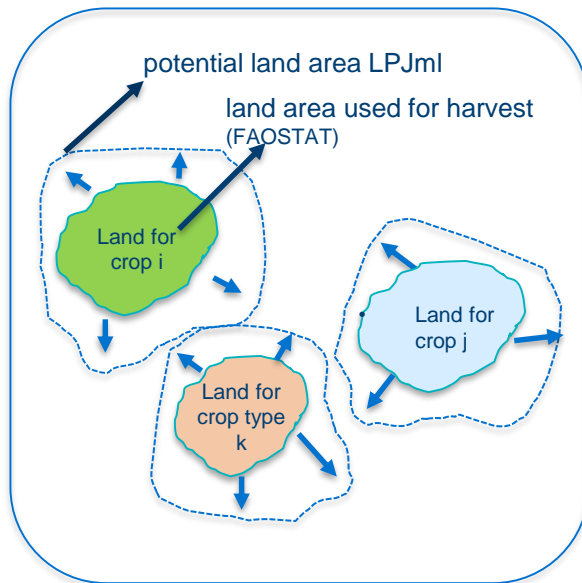 potential land area LPJml
land area used for harvest
(FAOSTAT)
Land for
crop i
Land for
crop j
Land for
crop type
k